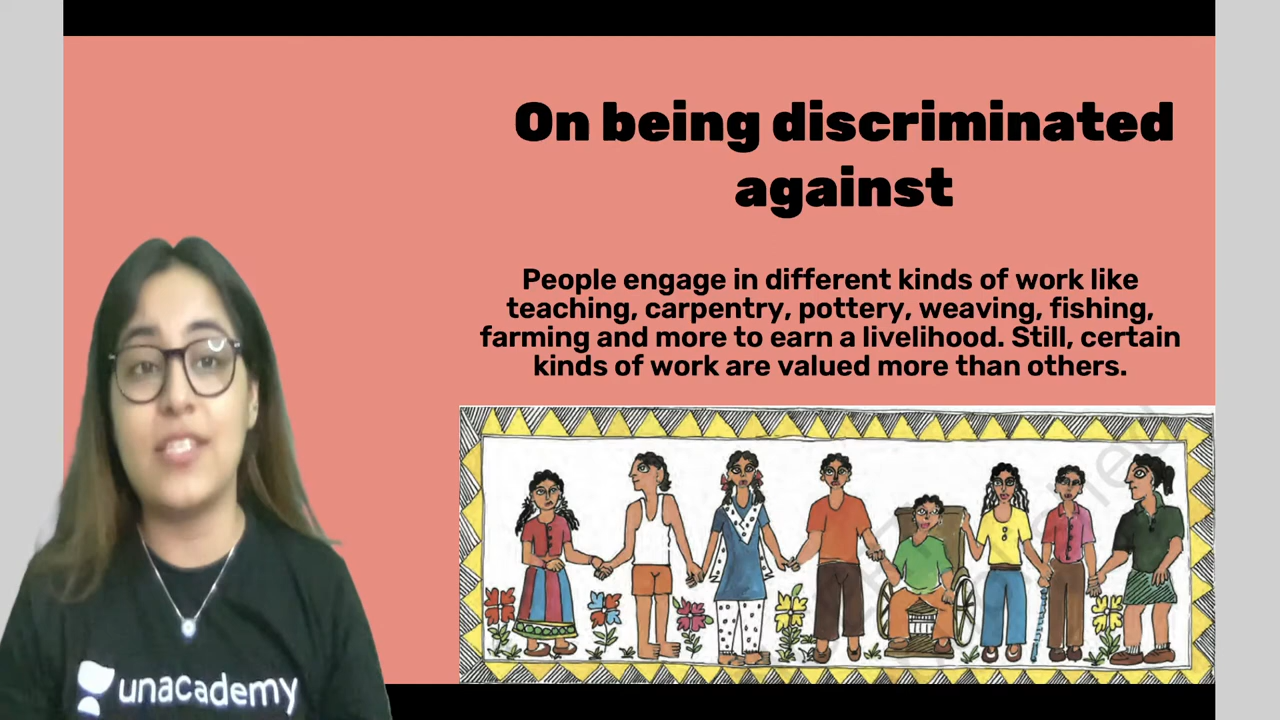 On being discriminated
against
People engage in different kinds of work like
teaching, carpentry, pottery, weaving, fishing,
farming and more to earn a livelihood. Still, certain
kinds of work are valued more than others.
unacademy